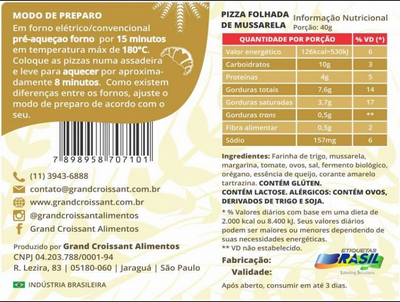 MODO DE PREPARO
Em forno elétrico/convencional
pré-aqueçao forno por 15 minutos
em temperatura máx de 180ºC.
Coloque as pizzas numa assadeira
e leve para aquecer por aproxima-
damente 8 minutos. Como existem
diferenças entre os fornos, ajuste o
modo de preparo de acordo com o
seu.
7 898958 707101
(11) 3943-6888
contato@grandcroissant.com.br
www.grandcroissant.com.br
@grandcroissantalimentos
Grand Croissant Alimentos
Produzido por Grand Croissant Alimentos
CNPJ 04.203.788/0001-94
R. Lezira, 83 | 05180-060 | Jaraguá | São Paulo
INDÚSTRIA BRASILEIRA
PIZZA FOLHADA
DE MUSSARELA
Informação Nutricional
Porção: 40g
QUANTIDADE POR PORÇÃO % VD (*)
Valor energético 126kcal=530kj 6
Carboidratos 10g 3
Proteínas 4g 5
Gorduras totais 7,6g 14
Gorduras saturadas 3,7g 17
Gorduras trans 0,5g **
Fibra alimentar 0,5g 2
Sódio 157mg 6
Ingredientes: Farinha de trigo, mussarela,
margarina, tomate, ovos, sal, fermento biológico,
orégano, essência de queijo, corante amarelo
tartrazina. CONTÉM GLÚTEN.
CONTÉM LACTOSE. ALÉRGICOS: CONTÉM OVOS,
DERIVADOS DE TRIGO E SOJA.
* % Valores diários com base em uma dieta de
2.000 kcal ou 8.400 kj. Seus valores diários
podem ser maiores ou menores dependendo de
suas necesidades energéticas.
** VD não estabelecido.
ETIQUETAS
BRASIL
Fabricação:
Validade:
Após aberto, consumir em até 3 dias.